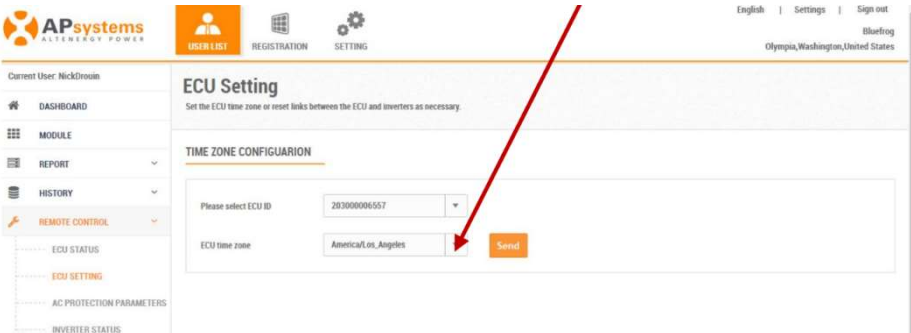 English | Settings | Sign out
APsystems
ALTENERGY POWER
USER LIST
REGISTRATION
SETTING
Bluefrog
Olympia,Washington,United States
Current User: NickDrouin
DASHBOARD
MODULE
REPORT
HISTORY
REMOTE CONTROL
ECU STATUS
ECU SETTING
AC PROTECTION PARAMETERS
INVERTER STATUS
ECU Setting
Set the ECU time zone or reset links between the ECU and inverters as necessary.
TIME ZONE CONFIGUARION
Please select ECU ID
203000006557
ECU time zone
America/Los_Angeles
Send